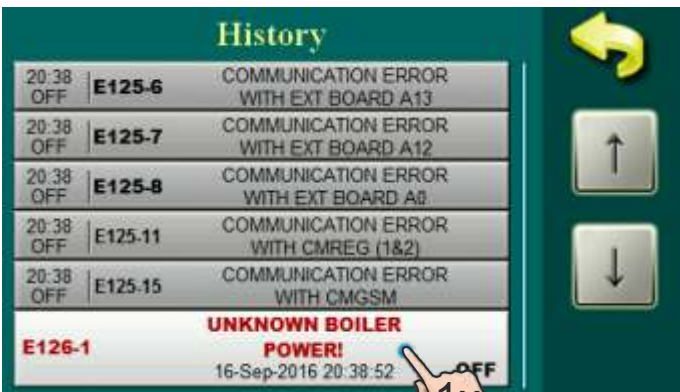 History
20:38
OFF
E125-6
COMMUNICATION ERROR
WITH EXT BOARD A13
20:38
OFF
E125-7
COMMUNICATION ERROR
WITH EXT BOARD A12
20:38
OFF
E125-8
COMMUNICATION ERROR
WITH EXT BOARD A0
20:38
OFF
E125-11
COMMUNICATION ERROR
WITH CMREG (1&2)
20:38
OFF
E125-15
COMMUNICATION ERROR
WITH CMGSM
E126-1
UNKNOWN BOILER
POWER!
16-Sep-2016 20:38:52
OFF